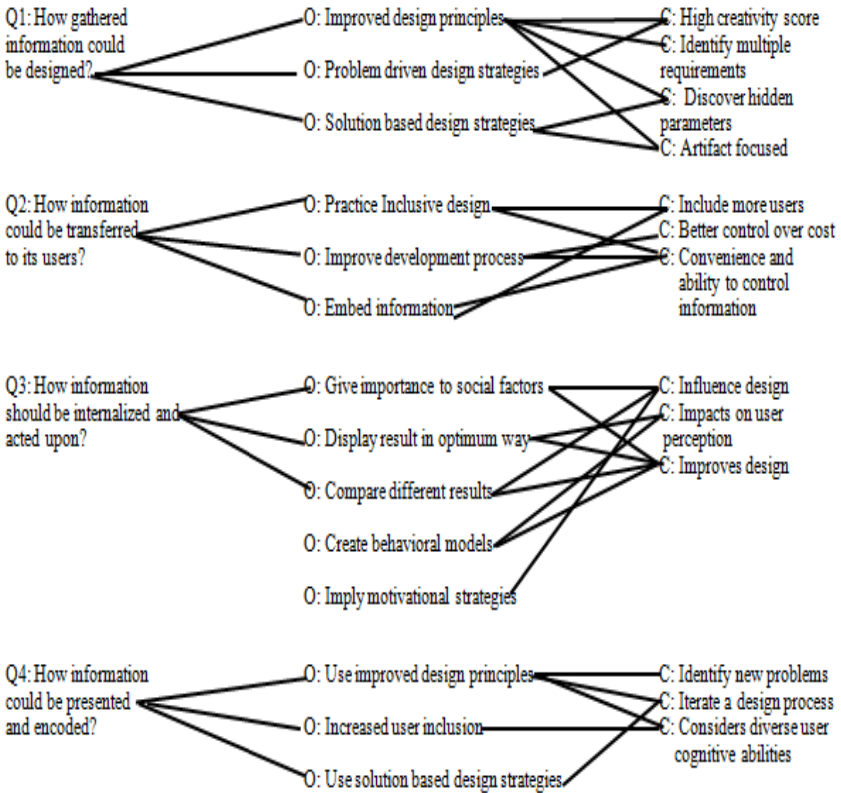 Q1: How gathered
information could
be designed?
O: Improved design principles
O: Problem driven design strategies
O: Solution based design strategies
C: High creativity score
C: Identify multiple
requirements
C: Discover hidden
parameters
C: Artifact focused
Q2: How information
could be transferred
to its users?
O: Practice Inclusive design
O: Improve development process
O: Embed information
C: Include more users
C: Better control over cost
C: Convenience and
ability to control
information
Q3: How information
should be internalized and
acted upon?
O: Give importance to social factors
O: Display result in optimum way
O: Compare different results
O: Create behavioral models
O: Imply motivational strategies
C: Influence design
C: Impacts on user
perception
C: Improves design
Q4: How information
could be presented
and encoded?
O: Use improved design principles
O: Increased user inclusion
O: Use solution based design strategies
C: Identify new problems
C: Iterate a design process
C: Considers diverse user
cognitive abilities